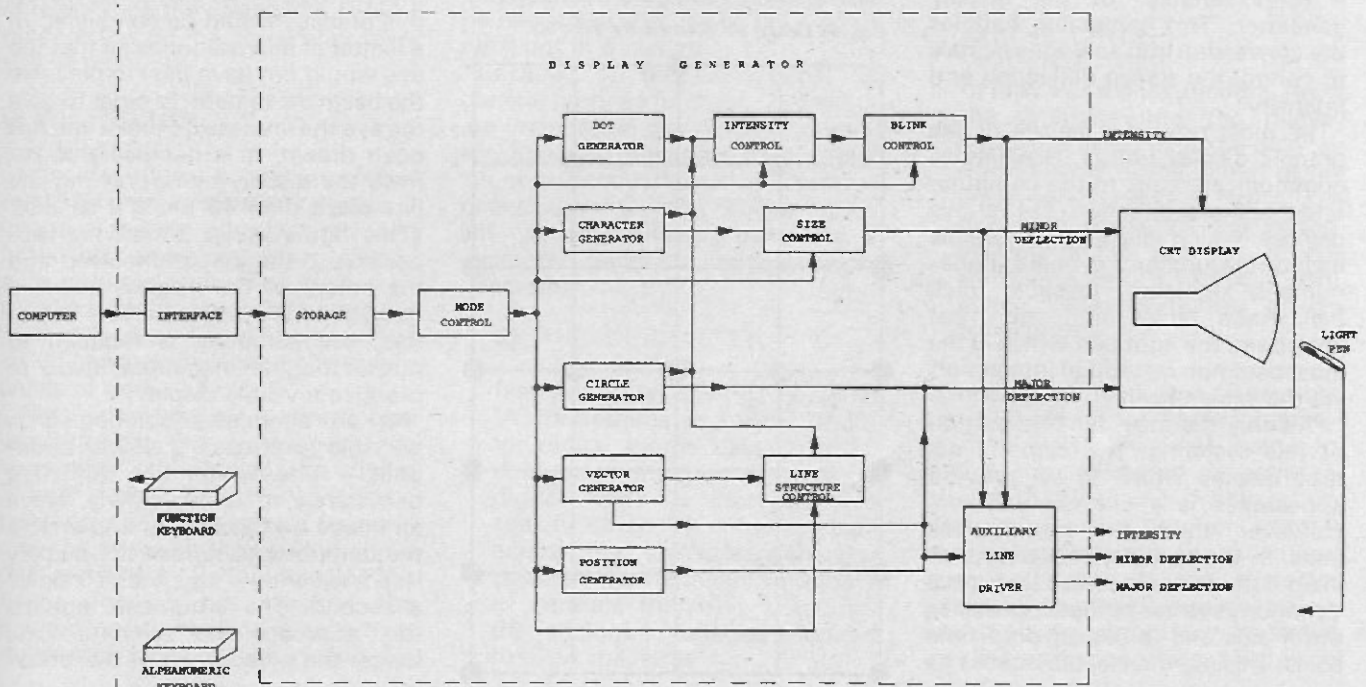 DISPLAY GENERATOR
DOT
GENERATOR
INTENSITY
CONTROL
BLINK
CONTROL
INTENSITY
CHARACTER
GENERATOR
SIZE
CONTROL
MINOR
DEFLECTION
CRT DISPLAY
COMPUTER
INTERFACE
STORAGE
MODE
CONTROL
LIGHT
PEN
CIRCLE
GENERATOR
MAJOR
DEFLECTION
VECTOR
GENERATOR
LINE
STRUCTURE
CONTROL
FUNCTION
KEYBOARD
POSITION
GENERATOR
AUXILIARY
LINE
DRIVER
INTENSITY
MINOR DEFLECTION
MAJOR DEFLECTION
ALPHANUMERIC
KEYBOARD